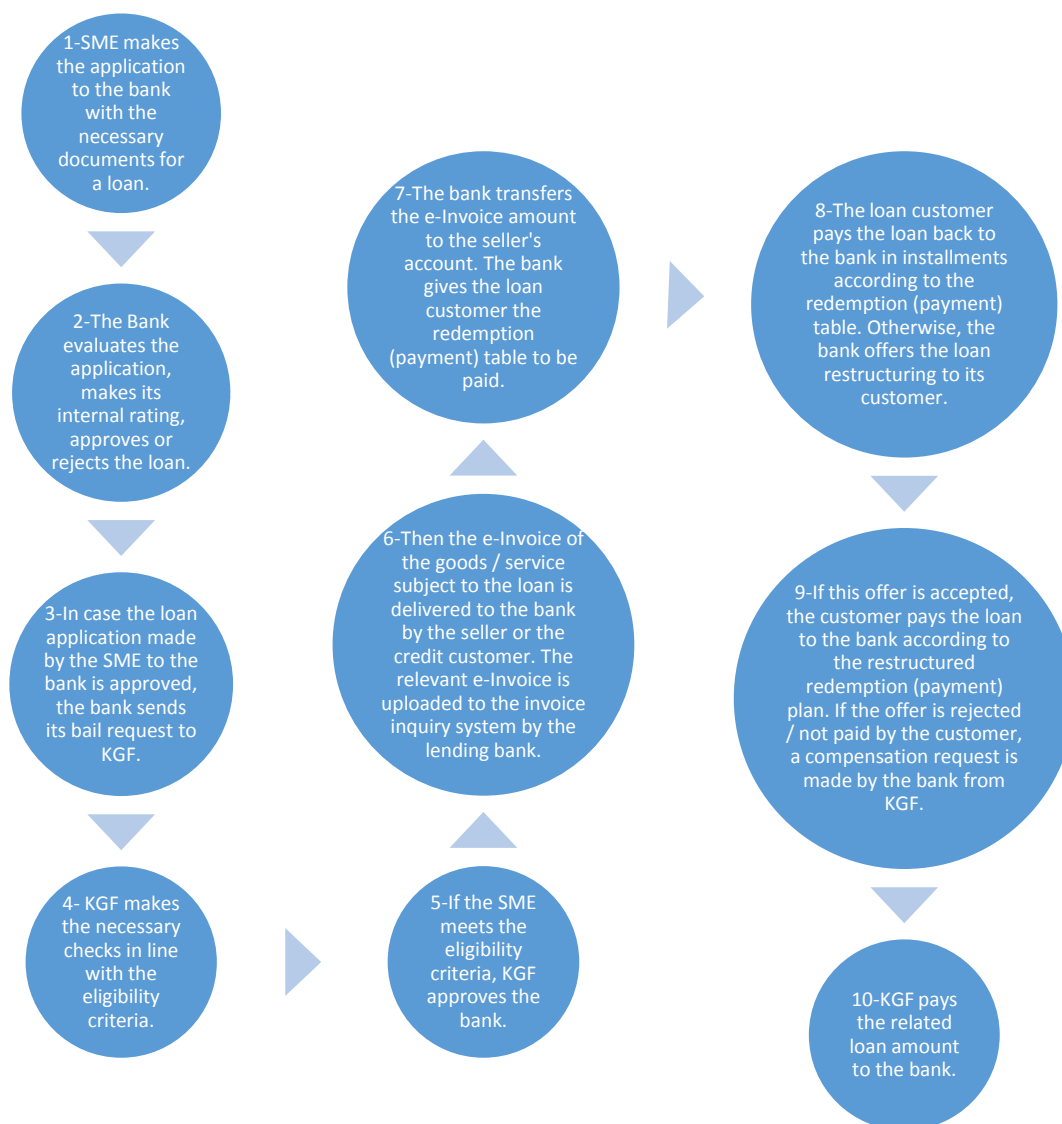 1-SME makes
the application
to the bank
with the
necessary
documents for
a loan.
2-The Bank
evaluates the
application,
makes its
internal rating,
approves or
rejects the loan.
3-In case the loan
application made
by the SME to the
bank is approved,
the bank sends
its bail request to
KGF.
4- KGF makes
the necessary
checks in line
with the
eligibility
criteria.
5-If the SME
meets the
eligibility
criteria, KGF
approves the
bank.
6-Then the e-Invoice of
the goods / service
subject to the loan is
delivered to the bank
by the seller or the
credit customer. The
relevant e-Invoice is
uploaded to the invoice
inquiry system by the
lending bank.
7-The bank transfers
the e-Invoice amount
to the seller's
account. The bank
gives the loan
customer the
redemption
(payment) table to be
paid.
8-The loan customer
pays the loan back to
the bank in installments
according to the
redemption (payment)
table. Otherwise, the
bank offers the loan
restructuring to its
customer.
9-If this offer is accepted,
the customer pays the loan
to the bank according to
the restructured
redemption (payment)
plan. If the offer is rejected
/ not paid by the customer,
a compensation request is
made by the bank from
KGF.
10-KGF pays
the related
loan amount
to the bank.